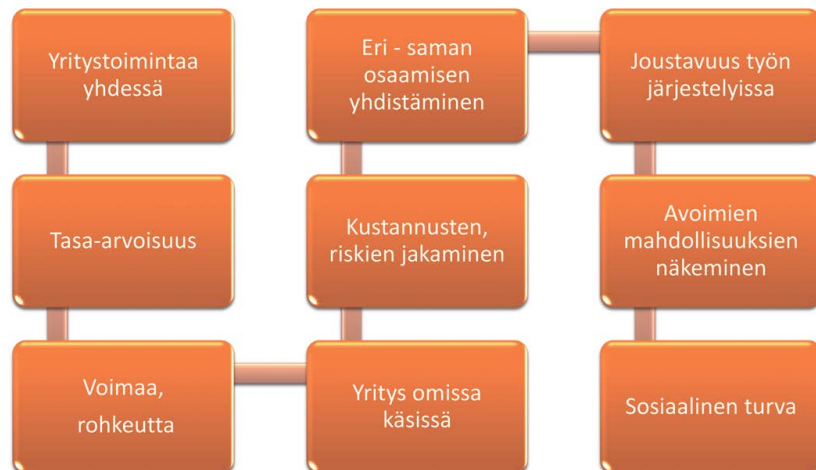 Yritystoimintaa
yhdessä
Tasa-arvoisuus
Voimaa,
rohkeutta
Yritys omissa
käsissä
Kustannusten,
riskien jakaminen
Eri - saman
osaamisen
yhdistäminen
Joustavuus työn
järjestelyissa
Avoimien
mahdollisuuksien
näkeminen
Sosiaalinen turva